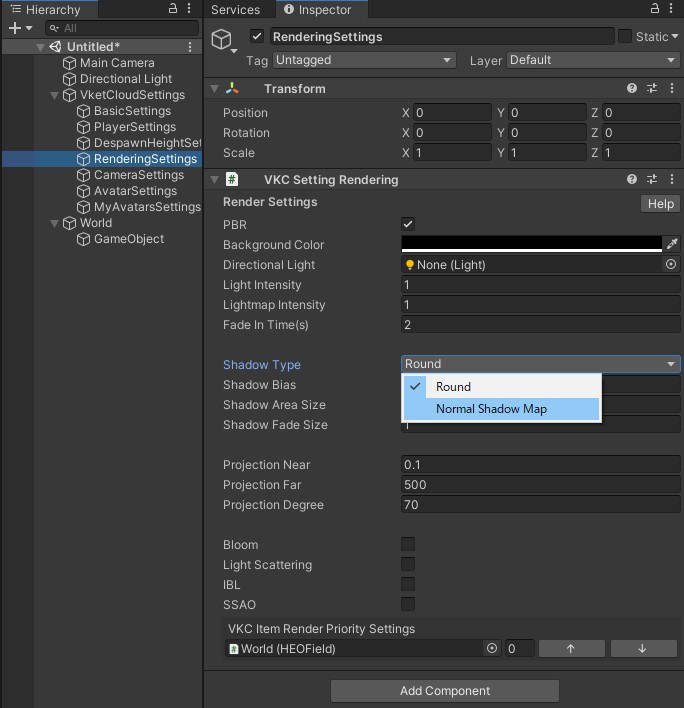 Hierarchy
All
Untitled*
Main Camera
Directional Light
VketCloudSettings
BasicSettings
PlayerSettings
DespawnHeightSet
RenderingSettings
CameraSettings
AvatarSettings
MyAvatarsSettings
World
GameObject
Services
Inspector
RenderingSettings
Static
Tag Untagged Layer Default
Transform
Position X 0 Y 0 Z 0
Rotation X 0 Y 0 Z 0
Scale X 1 Y 1 Z 1
# VKC Setting Rendering
Render Settings Help
PBR
Background Color
Directional Light None (Light)
Light Intensity 1
Lightmap Intensity 1
Fade In Time(s) 2
Shadow Type Round
Round
Normal Shadow Map
Shadow Bias
Shadow Area Size
Shadow Fade Size
Projection Near 0.1
Projection Far 500
Projection Degree 70
Bloom
Light Scattering
IBL
SSAO
VKC Item Render Priority Settings
# World (HEOField) 0 ↑ ↓
Add Component